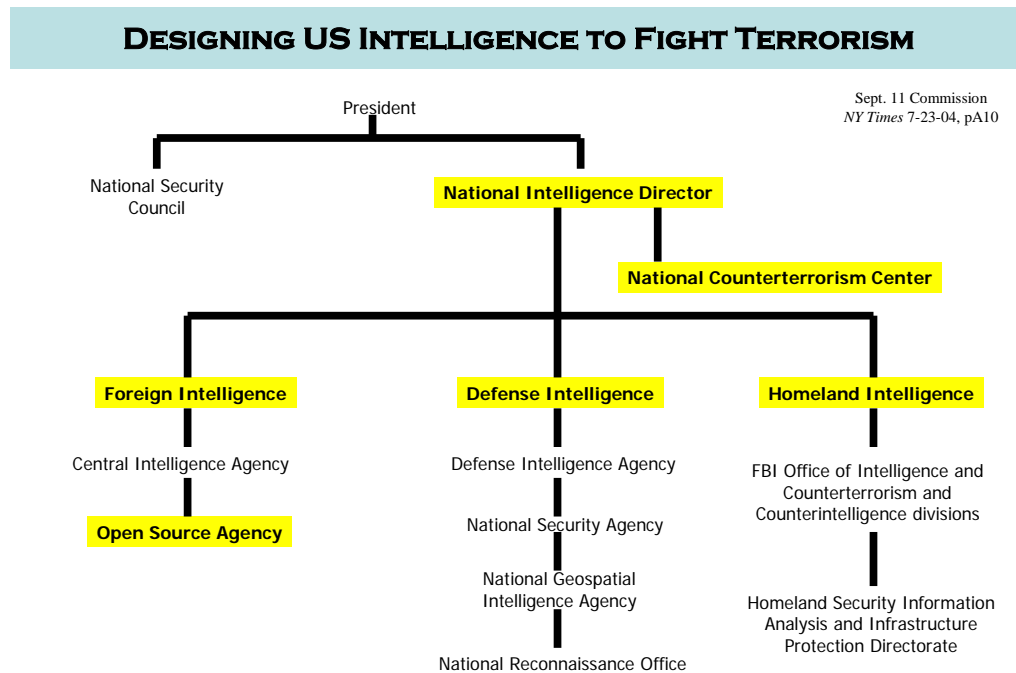 DESIGNING US INTELLIGENCE TO FIGHT TERRORISM
Sept. 11 Commission
NY Times 7-23-04, pA10
President
National Security
Council
National Intelligence Director
National Counterterrorism Center
Foreign Intelligence
Defense Intelligence
Homeland Intelligence
Central Intelligence Agency
Open Source Agency
Defense Intelligence Agency
National Security Agency
National Geospatial
Intelligence Agency
National Reconnaissance Office
FBI Office of Intelligence and
Counterterrorism and
Counterintelligence divisions
Homeland Security Information
Analysis and Infrastructure
Protection Directorate